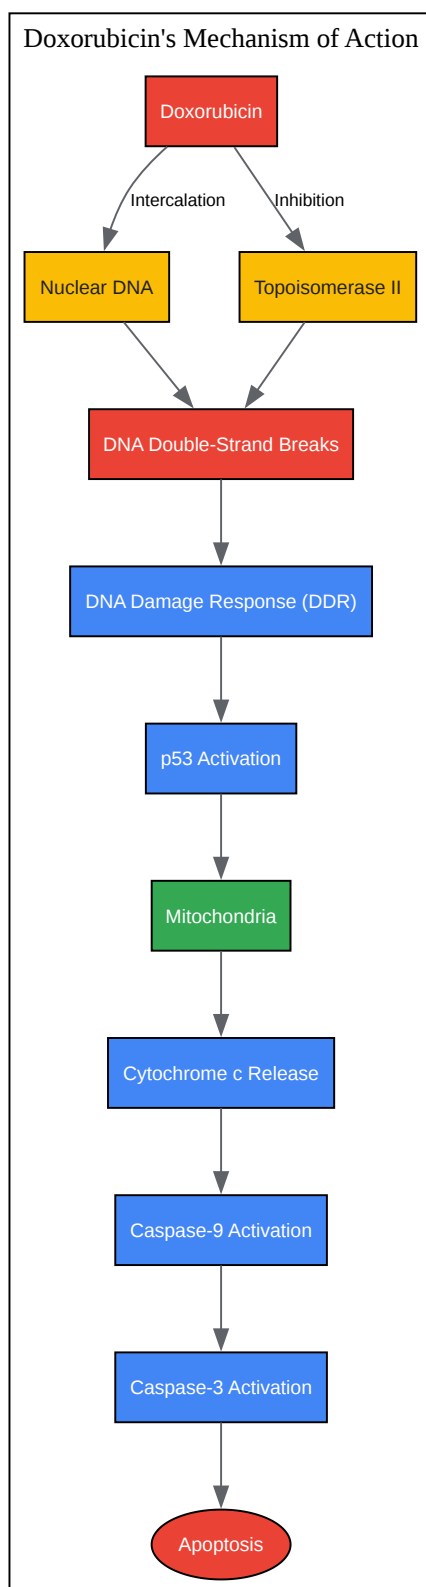 Doxorubicin's Mechanism of Action
Doxorubicin
Intercalation
Inhibition
Nuclear DNA
Topoisomerase II
DNA Double-Strand Breaks
DNA Damage Response (DDR)
p53 Activation
Mitochondria
Cytochrome c Release
Caspase-9 Activation
Caspase-3 Activation
Apoptosis